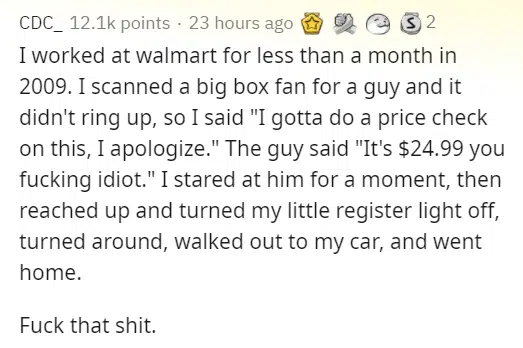 CDC_ 12.1k points · 23 hours ago S 2
I worked at walmart for less than a month in
2009. I scanned a big box fan for a guy and it
didn't ring up, so I said "I gotta do a price check
on this, I apologize." The guy said "It's $24.99 you
fucking idiot." I stared at him for a moment, then
reached up and turned my little register light off,
turned around, walked out to my car, and went
home.
Fuck that shit.